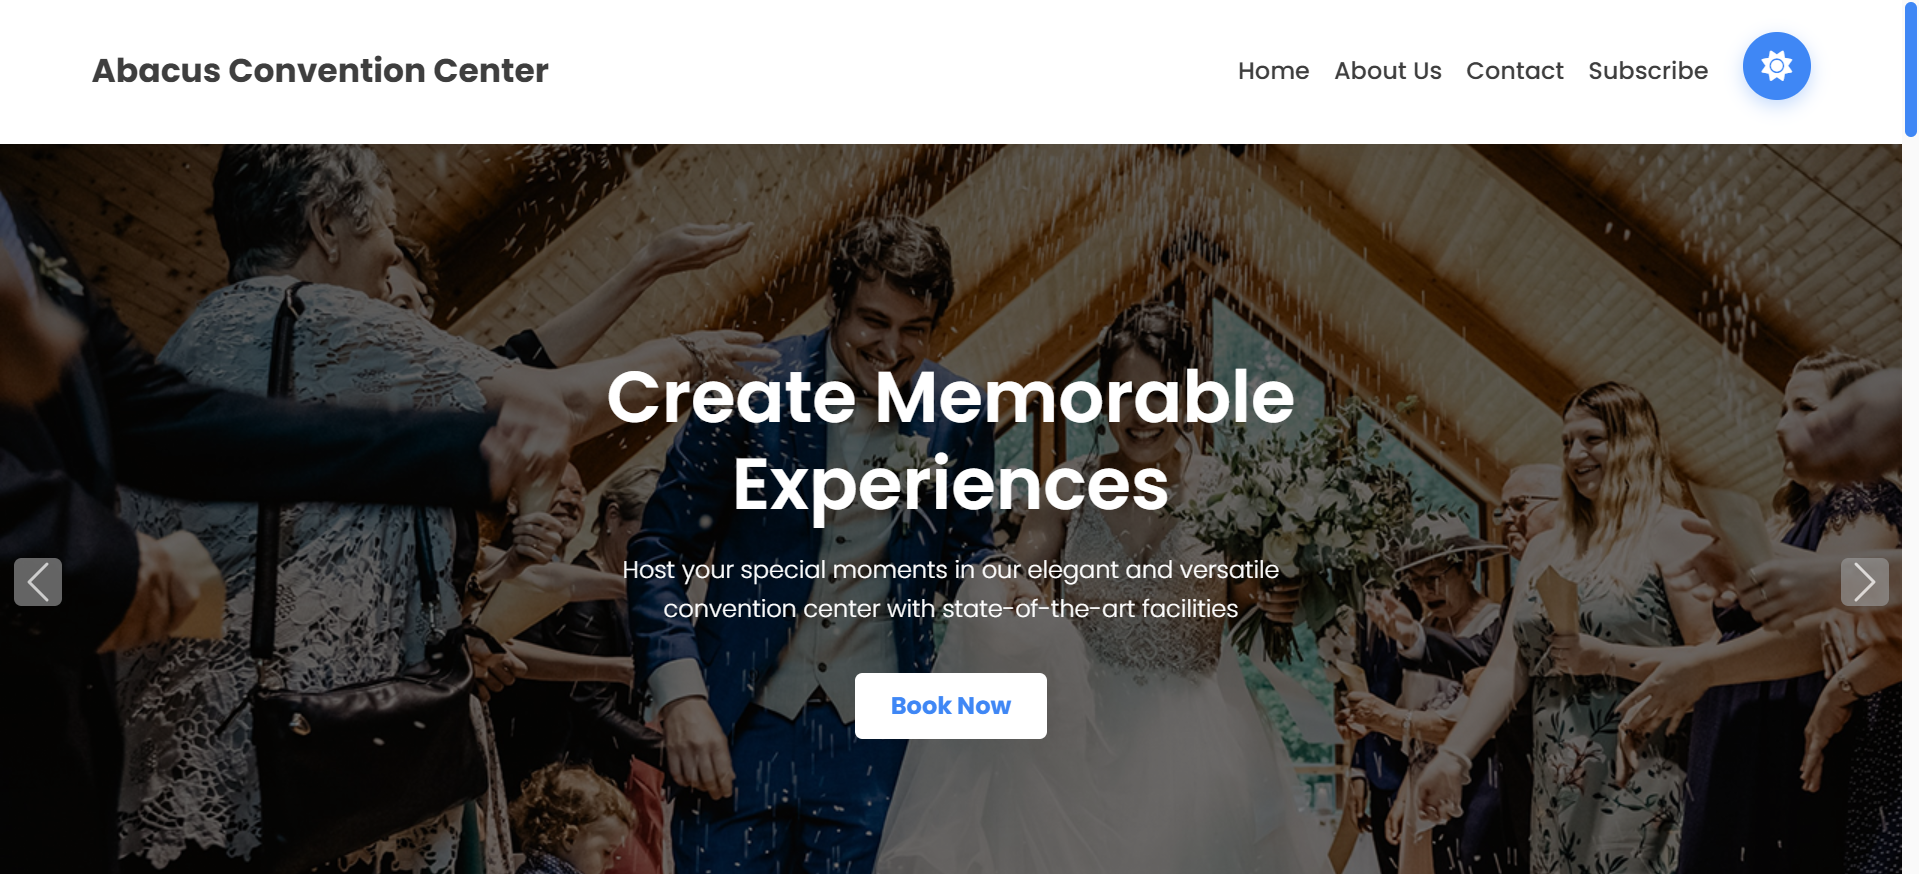 Abacus Convention Center
Home About Us Contact Subscribe
Create Memorable
Experiences
Host your special moments in our elegant and versatile
convention center with state-of-the-art facilities
Book Now